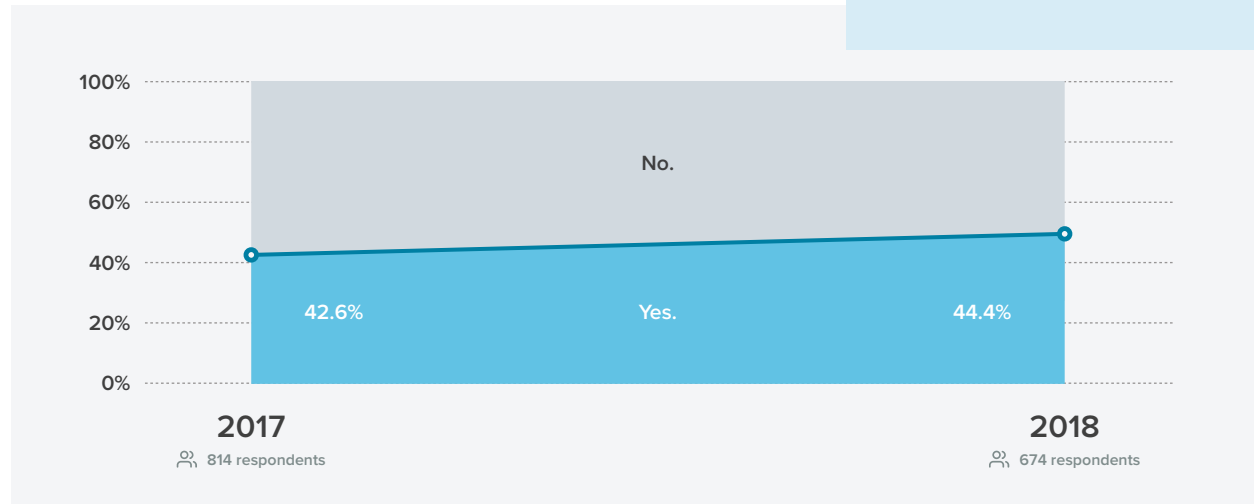 100%
80%
No.
60%
40%
42.6% Yes. 44.4%
20%
0%
2017 2018
814 respondents 674 respondents